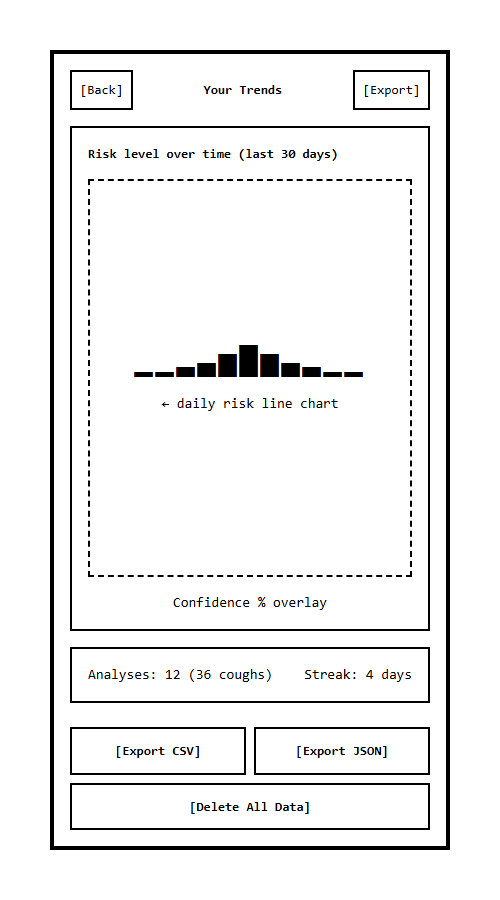 [Back] Your Trends [Export]
Risk level over time (last 30 days)
← daily risk line chart
Confidence % overlay
Analyses: 12 (36 coughs) Streak: 4 days
[Export CSV] [Export JSON]
[Delete All Data]